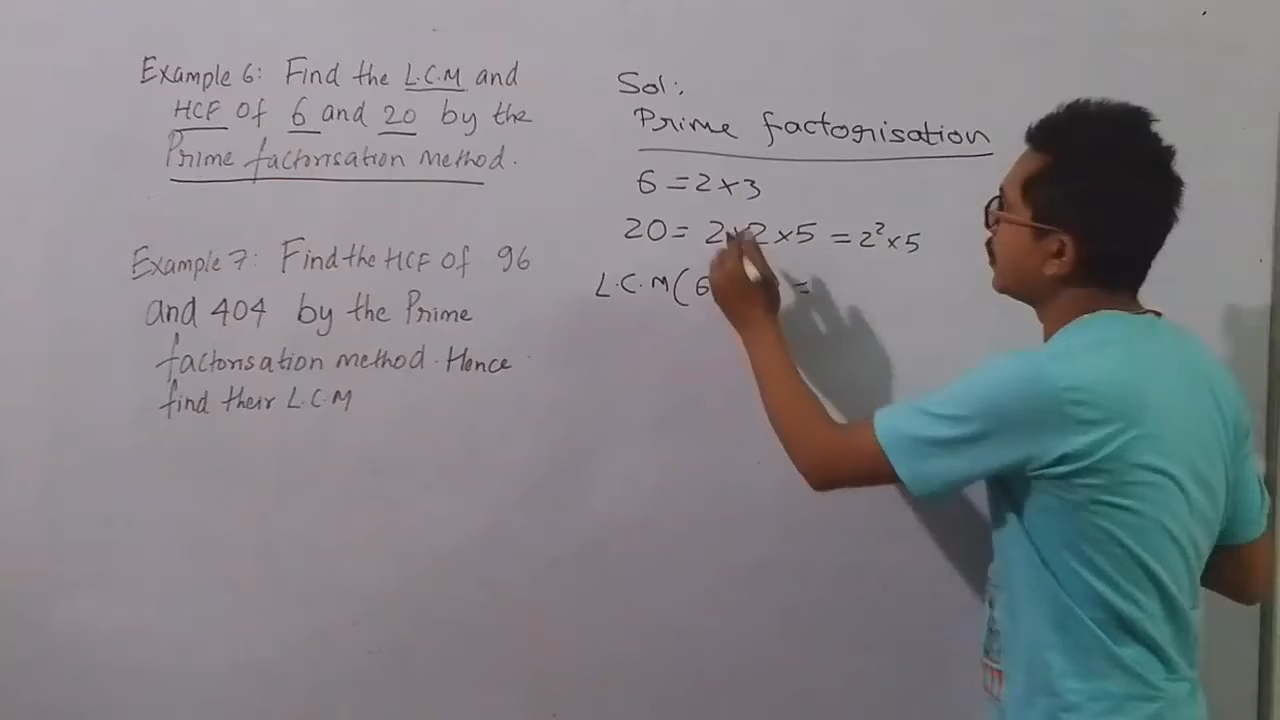 Example 6: Find the L.C.M and
HCF of 6 and 20 by the
Prime factorisation method.
Example 7: Find the HCF of 96
and 404 by the Prime
factorisation method. Hence
find their L.C.M
Sol:
Prime factorisation
6 = 2 × 3
20 = 2 × 2 × 5 = 2² × 5
L.C.M (6 =